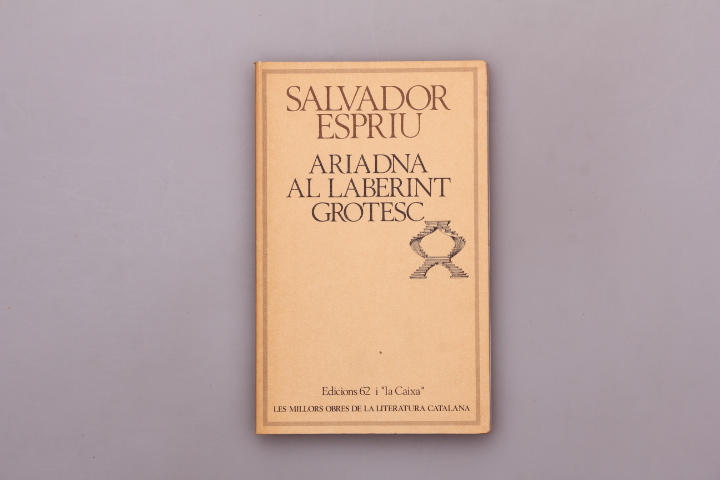 SALVADOR
ESPRIU
ARIADNA
AL LABERINT
GROTESC
Edicions 62 i "la Caixa"
LES MILLORS OBRES DE LA LITERATURA CATALANA